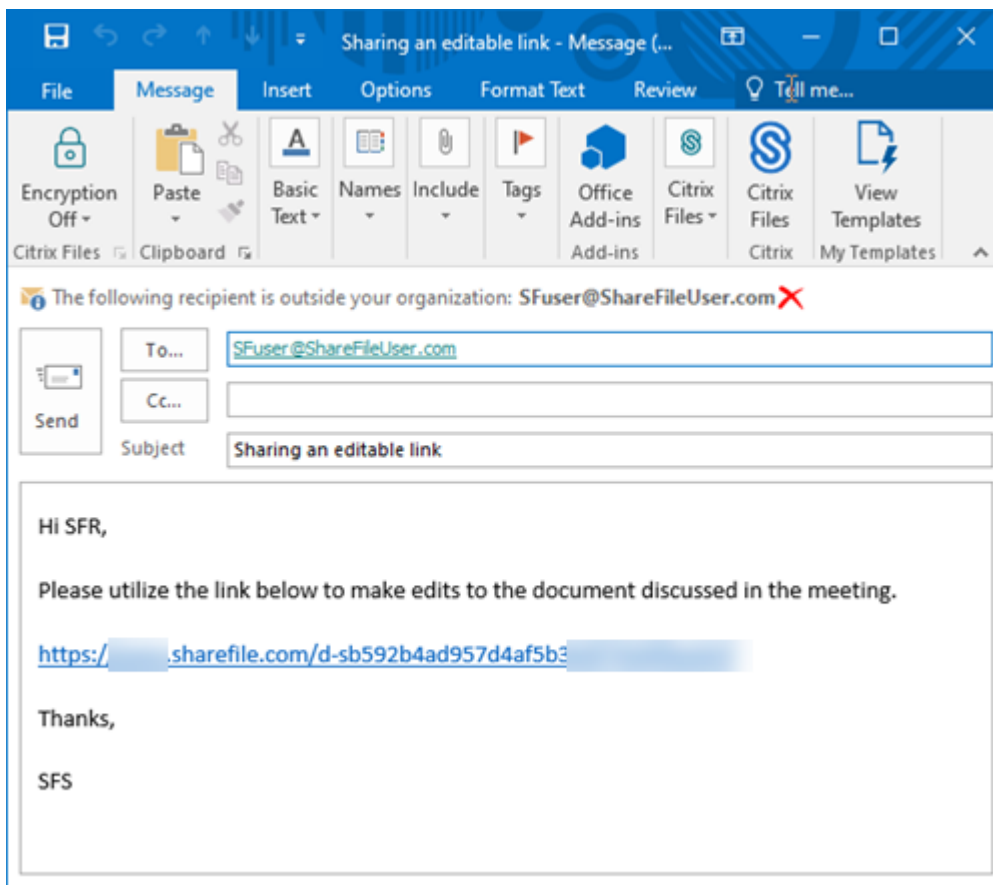 Sharing an editable link - Message (...
File Message Insert Options Format Text Review Tell me...
Encryption Off Paste Basic Text Names Include Tags Office Add-ins Citrix Files Citrix Files View Templates
Citrix Files Clipboard Add-ins Citrix My Templates
The following recipient is outside your organization: SFuser@ShareFileUser.com
To... SFuser@ShareFileUser.com
Cc...
Send
Subject Sharing an editable link
Hi SFR,
Please utilize the link below to make edits to the document discussed in the meeting.
https:/ .sharefile.com/d-sb592b4ad957d4af5b3
Thanks,
SFS